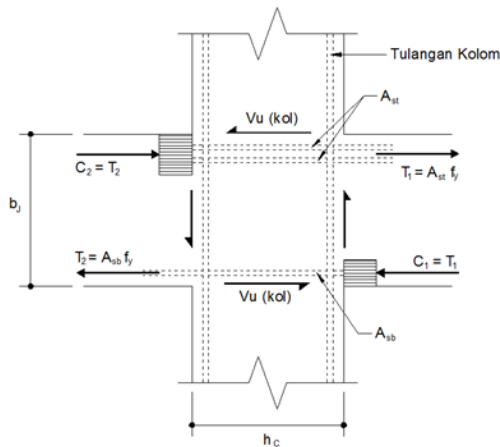 Tulangan Kolom
Ast
Vu (kol)
C2 = T2
T1 = Ast fy
bJ
T2 = Asb fy
C1 = T1
Vu (kol)
Asb
hC